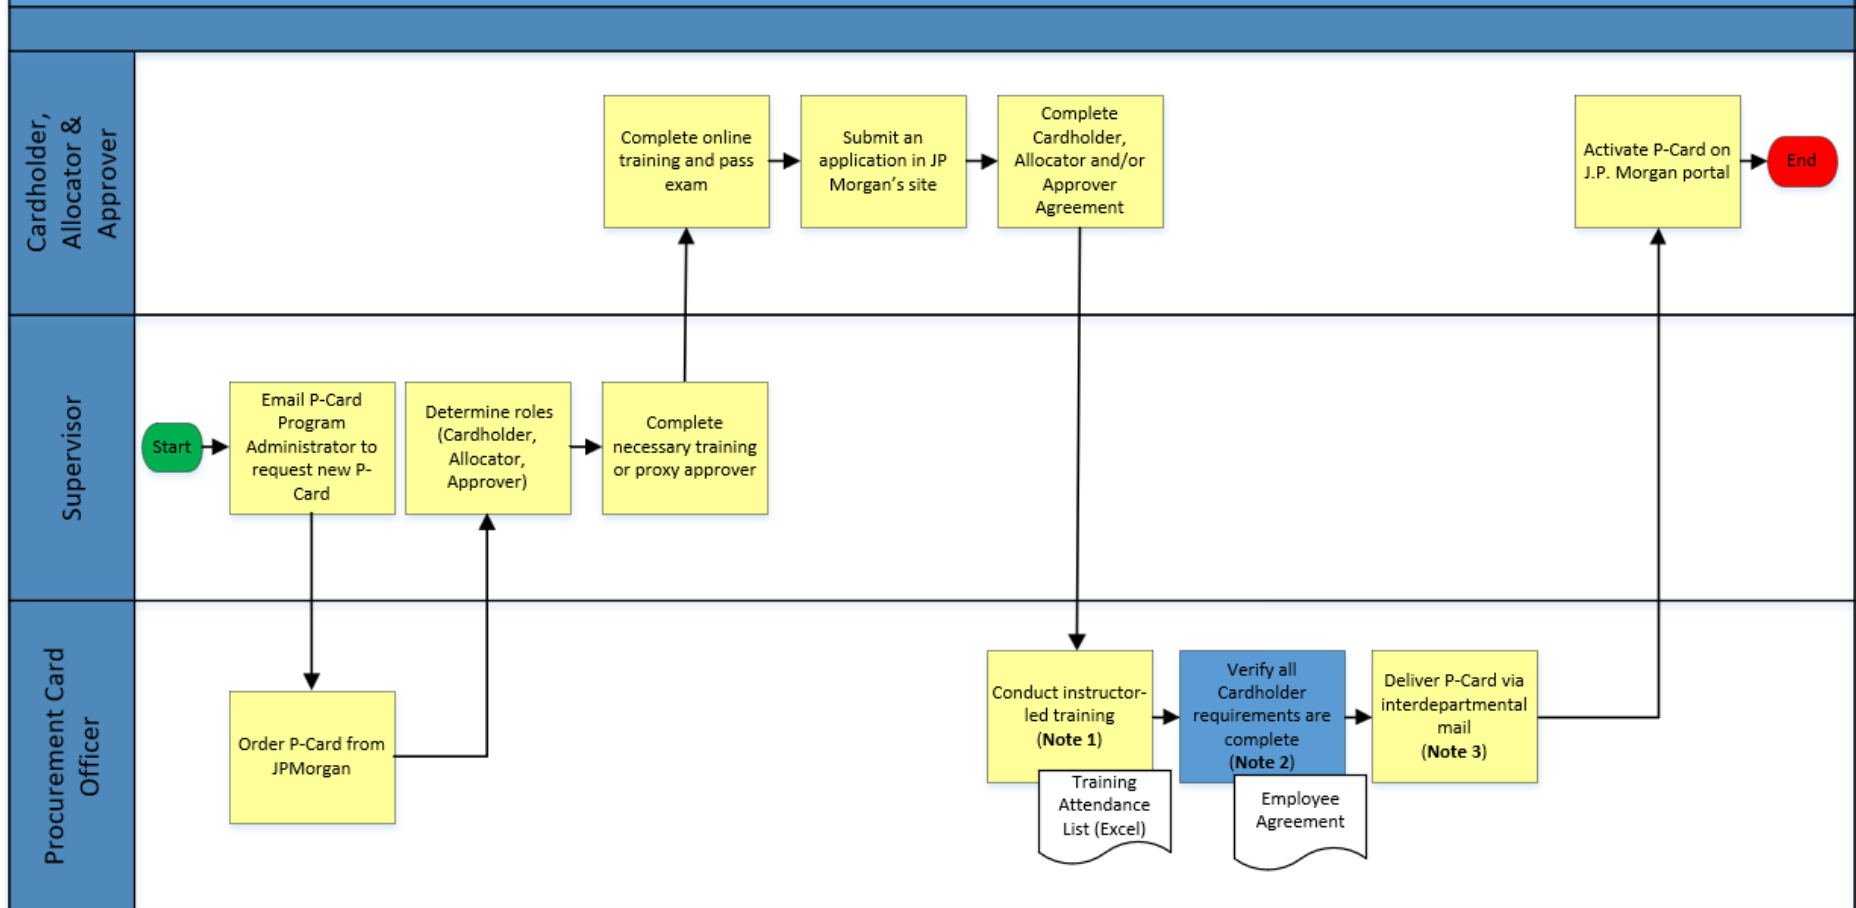 Cardholder,
Allocator &
Approver
Complete online
training and pass
exam
Submit an
application in JP
Morgan's site
Complete
Cardholder,
Allocator and/or
Approver
Agreement
Activate P-Card on
J.P. Morgan portal
End
Supervisor
Start
Email P-Card
Program
Administrator to
request new P-
Card
Determine roles
(Cardholder,
Allocator,
Approver)
Complete
necessary training
or proxy approver
Procurement Card
Officer
Order P-Card from
JPMorgan
Conduct instructor-
led training
(Note 1)
Training
Attendance
List (Excel)
Verify all
Cardholder
requirements are
complete
(Note 2)
Employee
Agreement
Deliver P-Card via
interdepartmental
mail
(Note 3)